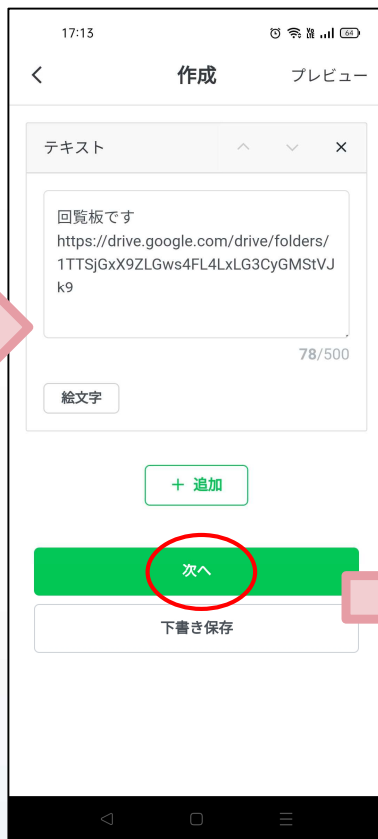 17:13
64
作成
プレビュー
テキスト
回覧板です
https://drive.google.com/drive/folders/
1TTSjGxX9ZLGws4FL4LxLG3CyGMStVJ
k9
78/500
絵文字
+ 追加
次へ
下書き保存